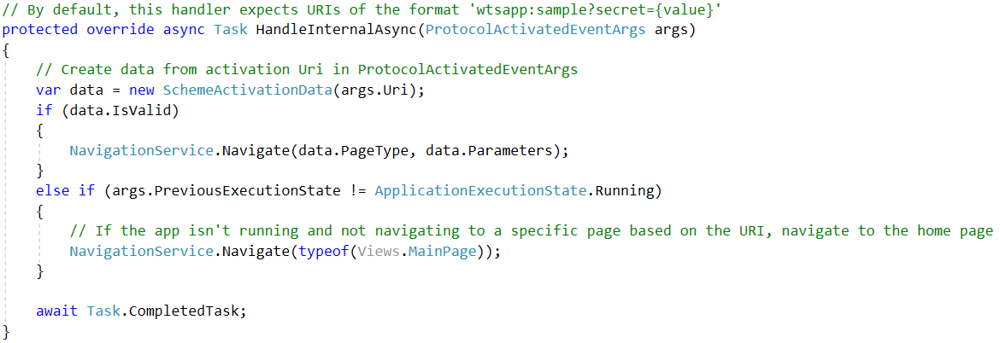 // By default, this handler expects URIs of the format 'wtsapp:sample?secret={value}'
protected override async Task HandleInternalAsync(ProtocolActivatedEventArgs args)
{
    // Create data from activation Uri in ProtocolActivatedEventArgs
    var data = new SchemeActivationData(args.Uri);
    if (data.IsValid)
    {
        NavigationService.Navigate(data.PageType, data.Parameters);
    }
    else if (args.PreviousExecutionState != ApplicationExecutionState.Running)
    {
        // If the app isn't running and not navigating to a specific page based on the URI, navigate to the home page
        NavigationService.Navigate(typeof(Views.MainPage));
    }

    await Task.CompletedTask;
}